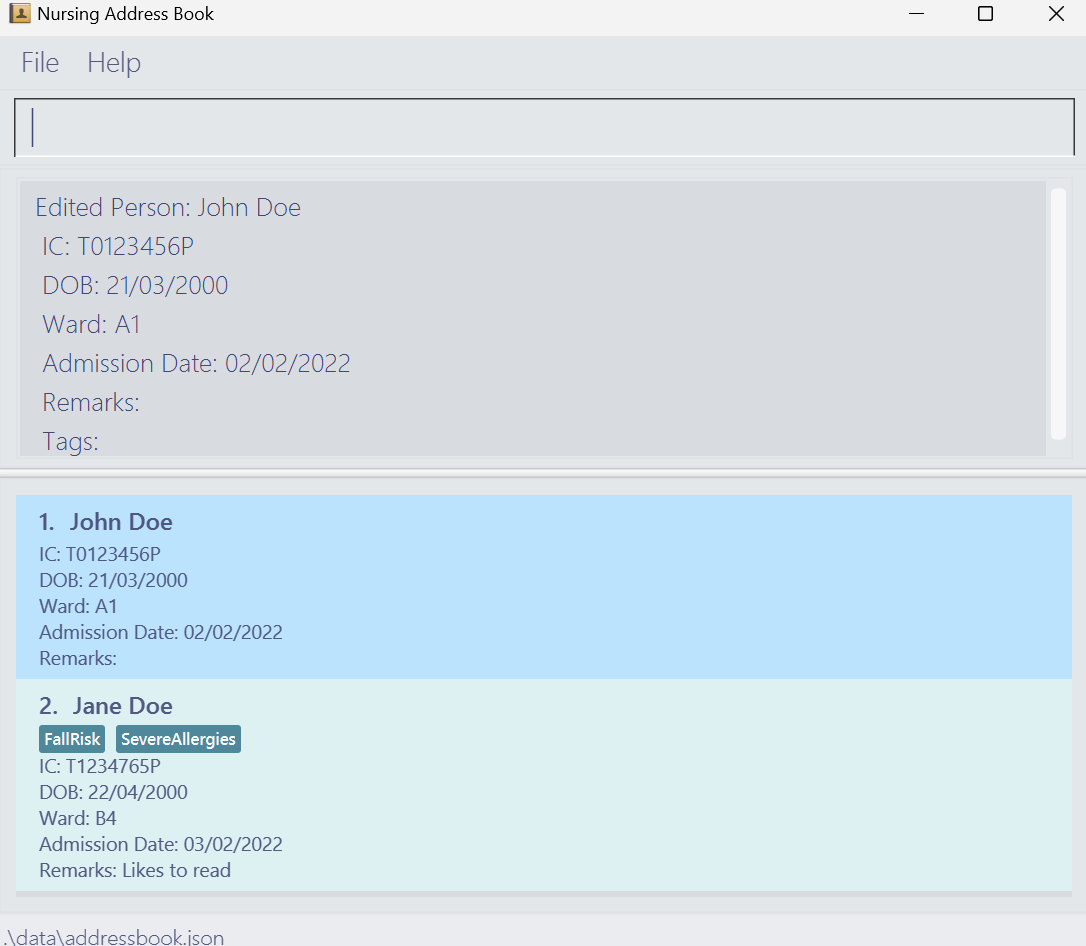 Nursing Address Book
File Help
Edited Person: John Doe
IC: T0123456P
DOB: 21/03/2000
Ward: A1
Admission Date: 02/02/2022
Remarks:
Tags:
1. John Doe
IC: T0123456P
DOB: 21/03/2000
Ward: A1
Admission Date: 02/02/2022
Remarks:
2. Jane Doe
FallRisk SevereAllergies
IC: T1234765P
DOB: 22/04/2000
Ward: B4
Admission Date: 03/02/2022
Remarks: Likes to read
.\data\addressbook.json